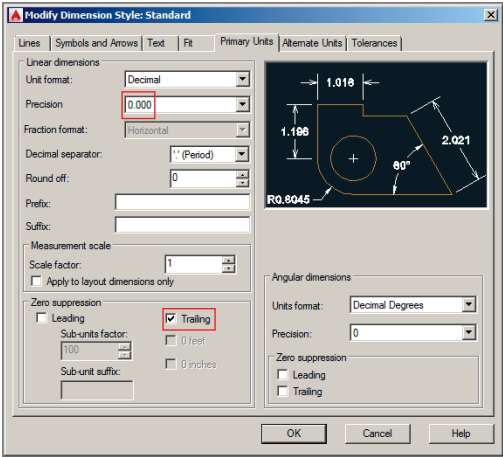 Modify Dimension Style: Standard
Lines
Symbols and Arrows
Text
Fit
Primary Units
Alternate Units
Tolerances
Linear dimensions
Unit format:
Decimal
Precision
0.000
Fraction format:
Horizontal
Decimal separator:
'.' (Period)
Round off:
0
Prefix:
Suffix:
Measurement scale
Scale factor:
1
Apply to layout dimensions only
Zero suppression
Leading
Trailing
Sub-units factor:
100
0 feet
0 inches
Sub-unit suffix:
1.016
1.196
2.021
60°
R0.8045
Angular dimensions
Units format:
Decimal Degrees
Precision:
0
Zero suppression
Leading
Trailing
OK
Cancel
Help